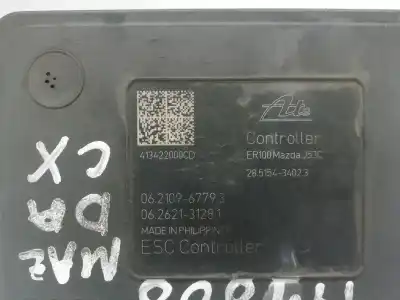 Ate
Controller
413422000CD
ER100 Mazda J53C
28.5154-3402.3
06.2109-6779.3
06.2621-3128.1
MADE IN PHILIPPINES
ESC Controller
CX
DA
MAZ